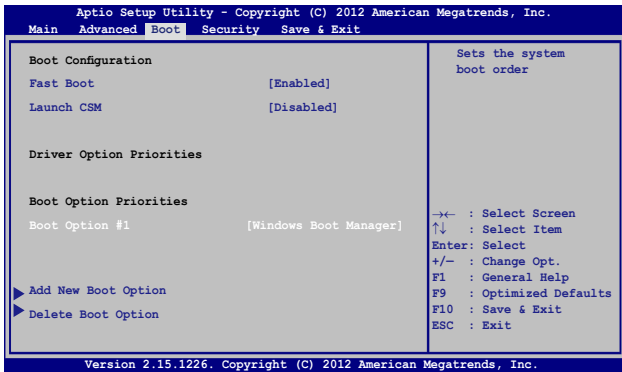 Aptio Setup Utility - Copyright (C) 2012 American Megatrends, Inc.
Main Advanced Boot Security Save & Exit
Boot Configuration
Fast Boot [Enabled]
Launch CSM [Disabled]
Driver Option Priorities
Boot Option Priorities
Boot Option #1 [Windows Boot Manager]
Add New Boot Option
Delete Boot Option
Sets the system
boot order
→← : Select Screen
↑↓ : Select Item
Enter: Select
+/— : Change Opt.
F1 : General Help
F9 : Optimized Defaults
F10 : Save & Exit
ESC : Exit
Version 2.15.1226. Copyright (C) 2012 American Megatrends, Inc.